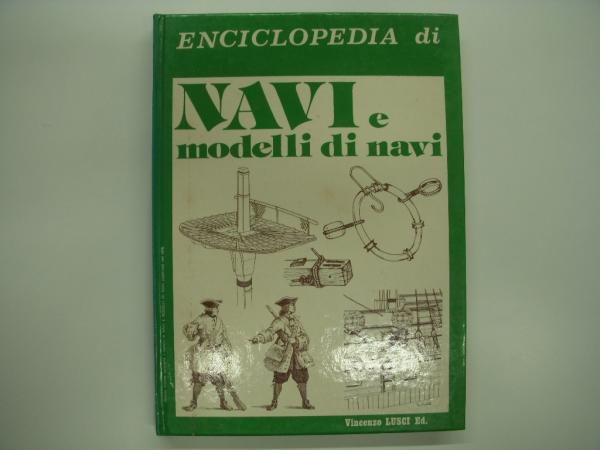 ENCICLOPEDIA di
NAVI e
modelli di navi
Vincenzo LUSCI Ed.